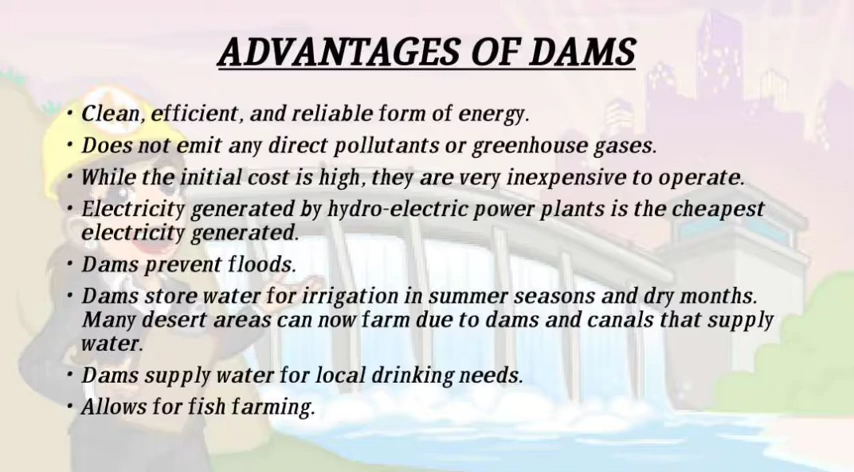 ADVANTAGES OF DAMS
• Clean, efficient, and reliable form of energy.
• Does not emit any direct pollutants or greenhouse gases.
• While the initial cost is high, they are very inexpensive to operate.
• Electricity generated by hydro-electric power plants is the cheapest
electricity generated.
• Dams prevent floods.
• Dams store water for irrigation in summer seasons and dry months.
Many desert areas can now farm due to dams and canals that supply
water.
• Dams supply water for local drinking needs.
• Allows for fish farming.